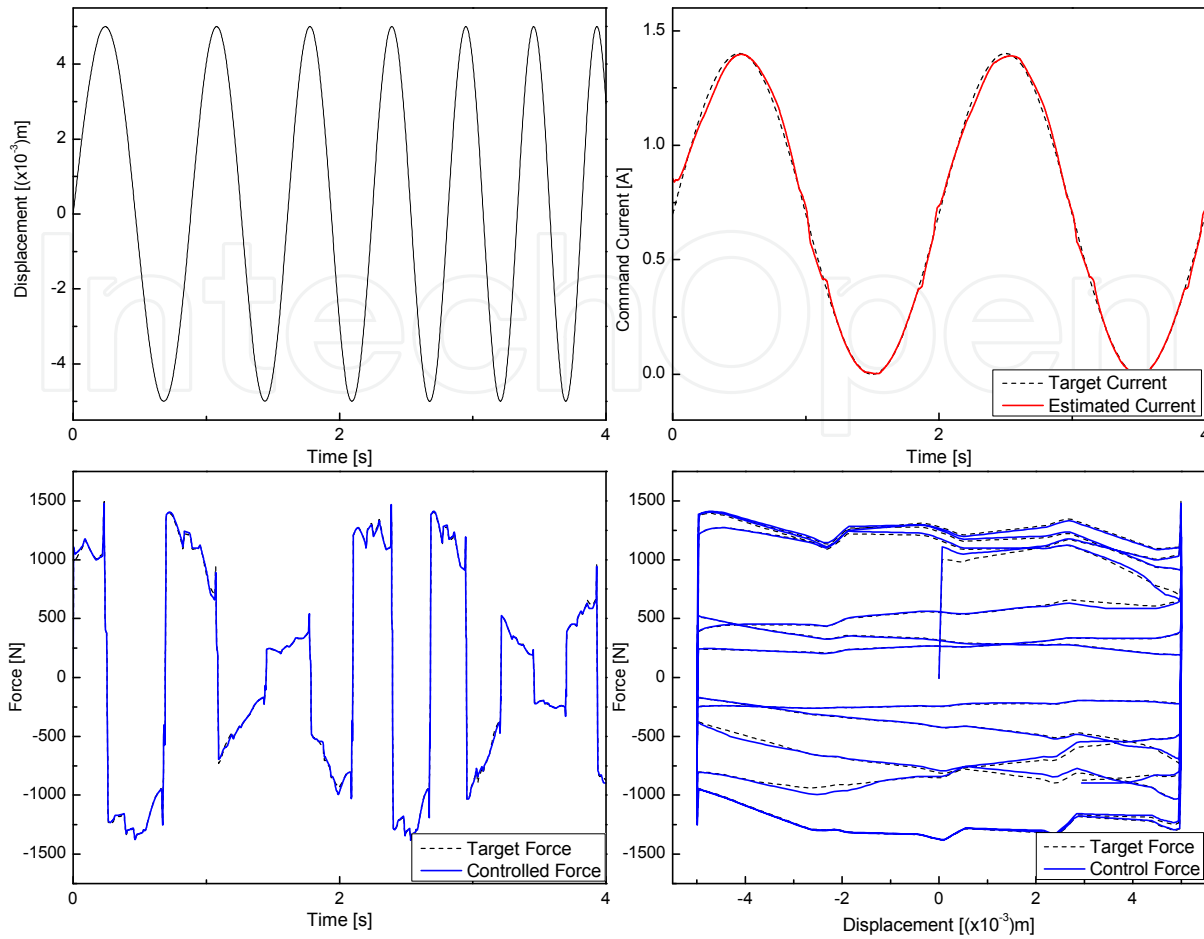 4
2
0
-2
-4
Displacement [(x10⁻³)m]
0
2
4
Time [s]
1.5
1.0
0.5
0.0
Command Current [A]
Target Current
Estimated Current
0
2
4
Time [s]
IntechOpen
1500
1000
500
0
-500
-1000
-1500
Force [N]
Target Force
Controlled Force
0
2
4
Time [s]
1500
1000
500
0
-500
-1000
-1500
Force [N]
Target Force
Control Force
-4
-2
0
2
4
Displacement [(x10⁻³)m]